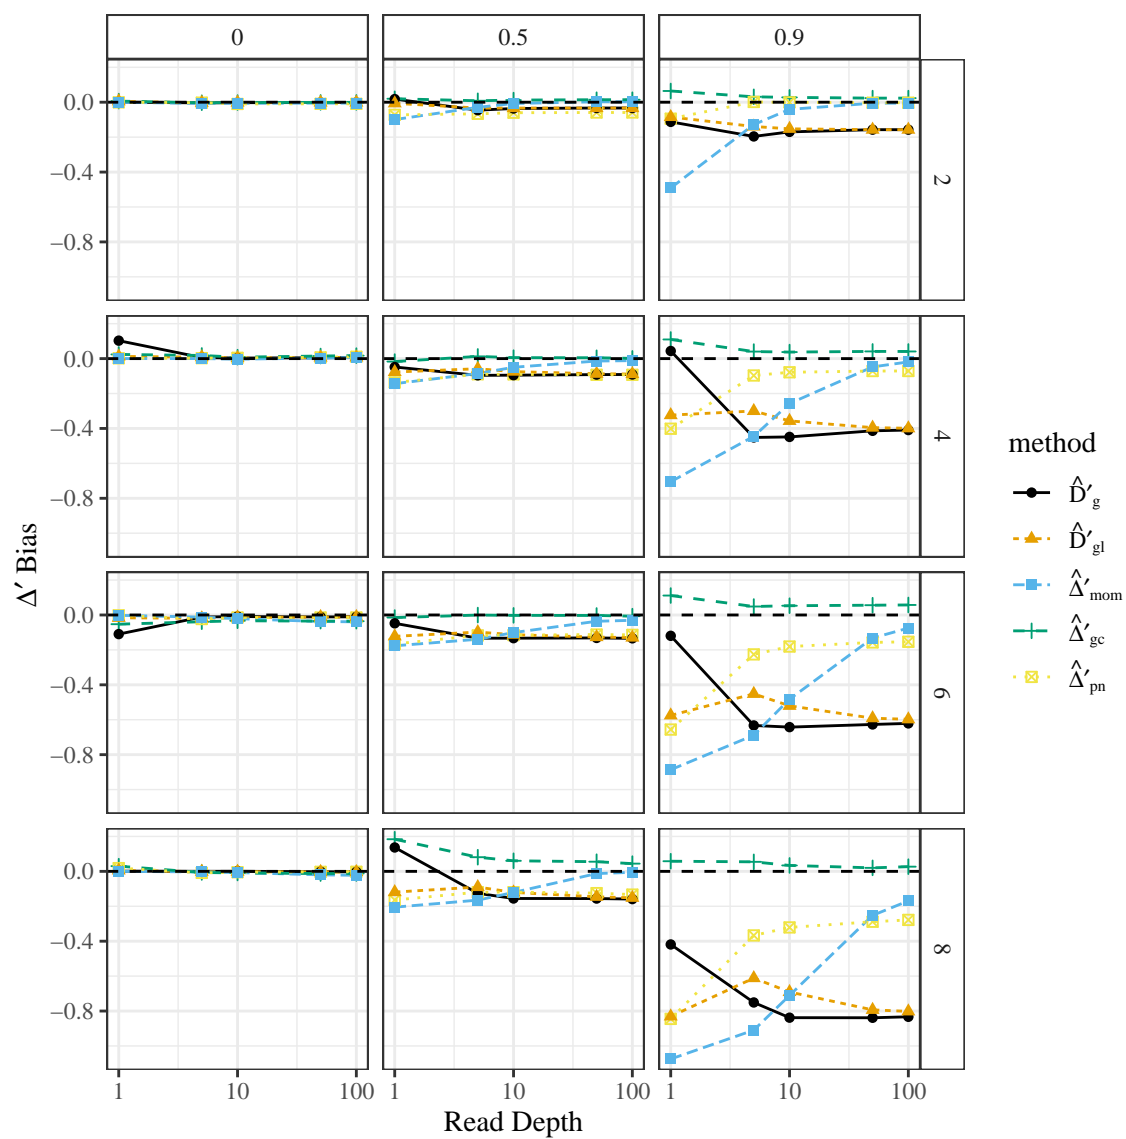 0 0.5 0.9
0.0
−0.4
−0.8
2
0.0
−0.4
−0.8
4
0.0
−0.4
−0.8
6
0.0
−0.4
−0.8
8
1 10 100 1 10 100 1 10 100
Read Depth
Δ′ Bias
method
D̂′g
D̂′gl
Δ̂′mom
Δ̂′gc
Δ̂′pn